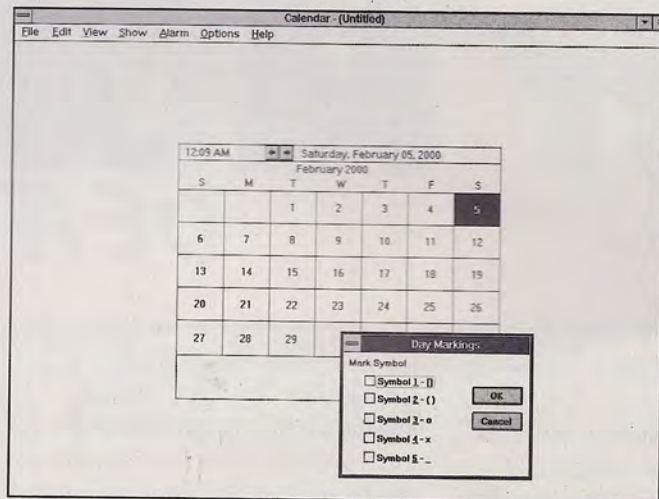 Calendar - (Untitled)
File Edit View Show Alarm Options Help
12:09 AM Saturday, February 05, 2000
February 2000
S M T W T F S
1 2 3 4 5
6 7 8 9 10 11 12
13 14 15 16 17 18 19
20 21 22 23 24 25 26
27 28 29
Day Markings
Mark Symbol
Symbol 1 - []
Symbol 2 - ( )
Symbol 3 - o
Symbol 4 - x
Symbol 5 - _
OK
Cancel